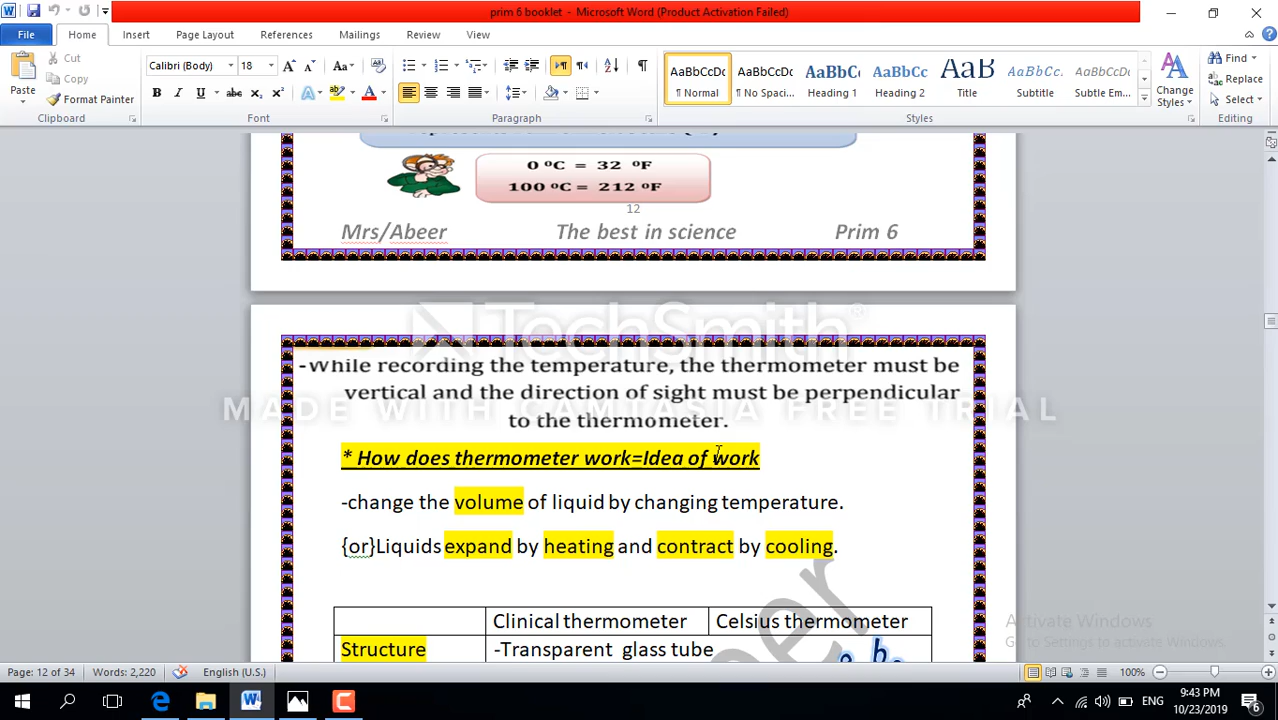 prim 6 booklet - Microsoft Word (Product Activation Failed)
File Home Insert Page Layout References Mailings Review View
Paste
Cut
Copy
Format Painter
Clipboard
Calibri (Body) 18
Font
Paragraph
AaBbCcDc AaBbCcDc AaBbC AaBbCc AaB AaBbCc. AaBbCcDc
¶ Normal ¶ No Spaci... Heading 1 Heading 2 Title Subtitle Subtle Em...
Change Styles
Styles
Find
Replace
Select
Editing
0 ºC = 32 ºF
100 ºC = 212 ºF
12
Mrs/Abeer The best in science Prim 6
TechSmith®
MADE WITH CAMTASIA FREE TRIAL
-While recording the temperature, the thermometer must be
vertical and the direction of sight must be perpendicular
to the thermometer.
* How does thermometer work=Idea of work
-change the volume of liquid by changing temperature.
{or}Liquids expand by heating and contract by cooling.
Clinical thermometer Celsius thermometer
Structure -Transparent glass tube
Activate Windows
Go to Settings to activate Windows.
Page: 12 of 34 Words: 2,220 English (U.S.) 100%
ENG 9:43 PM
10/23/2019 6